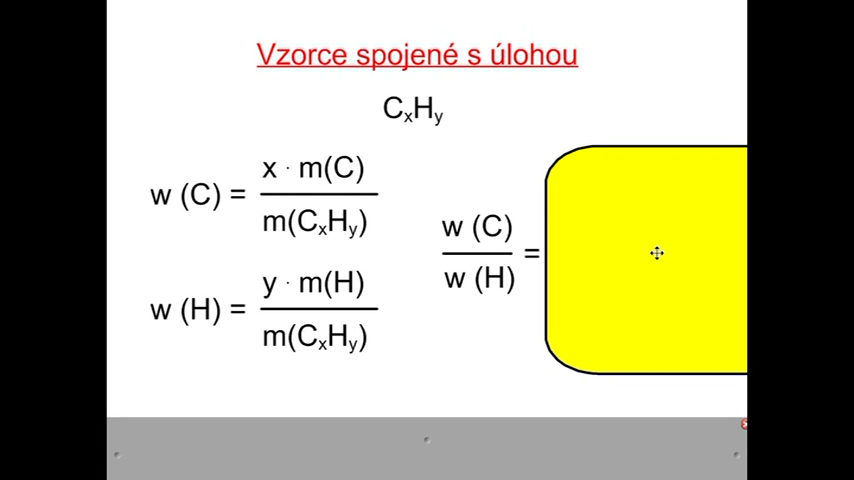 Vzorce spojené s úlohou
CxHy
w (C) = x · m(C) / m(CxHy)
w (H) = y · m(H) / m(CxHy)
w (C) / w (H) =